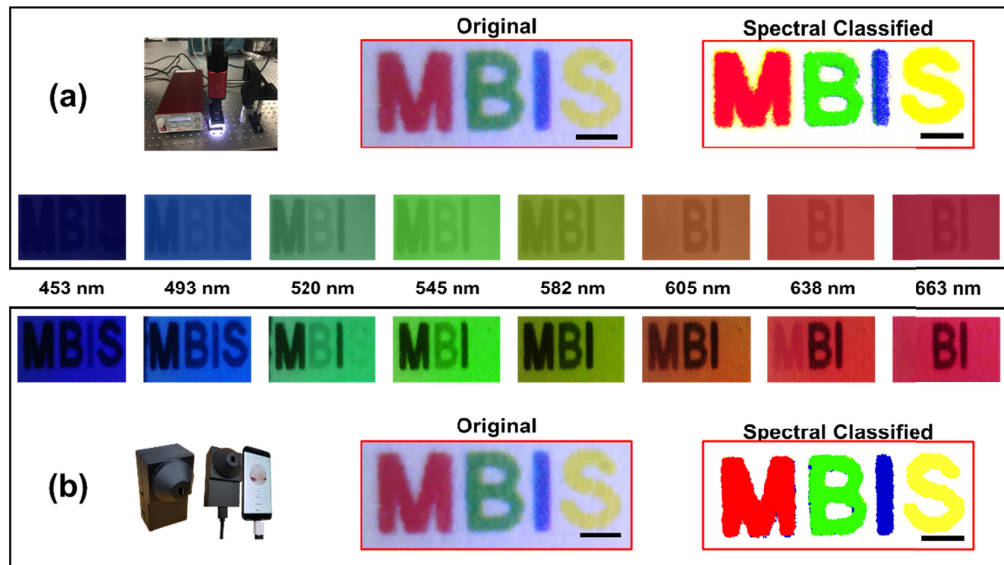 Original
Spectral Classified
(a)
MBIS
MBIS
MBIS
MBIS
MBI
MBI
MBI
MBI
BI
BI
453 nm
493 nm
520 nm
545 nm
582 nm
605 nm
638 nm
663 nm
MBIS
MBIS
MBI
MBI
MBI
MBI
MBI
BI
Original
Spectral Classified
(b)
MBIS
MBIS